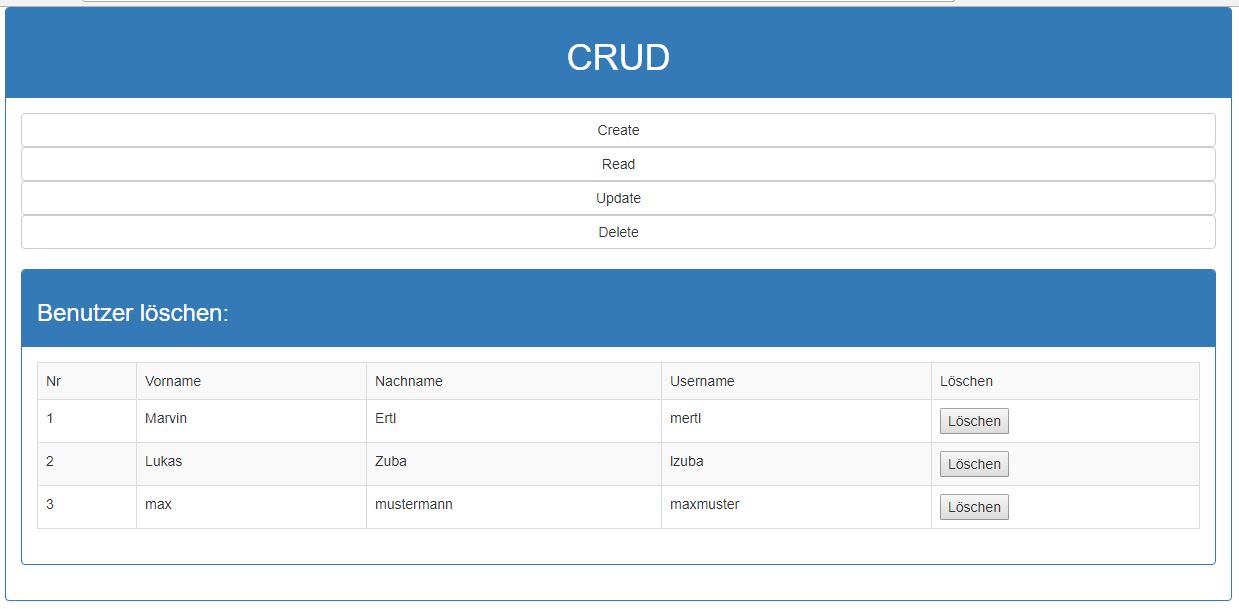 CRUD
Create
Read
Update
Delete
Benutzer löschen:
Nr Vorname Nachname Username Löschen
1 Marvin Ertl mertl Löschen
2 Lukas Zuba lzuba Löschen
3 max mustermann maxmuster Löschen